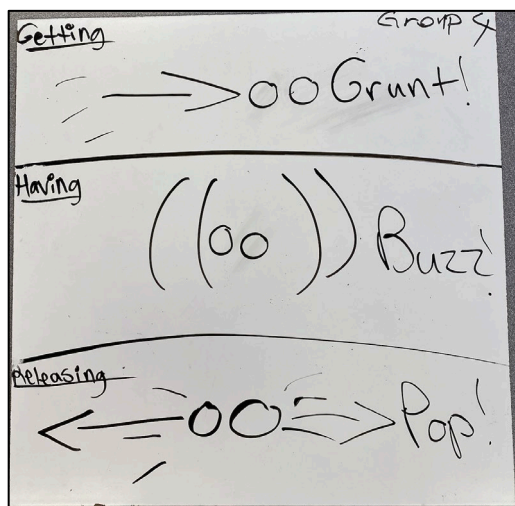 Group 4
Getting
Grunt!
Having
Buzz!
Releasing
Pop!